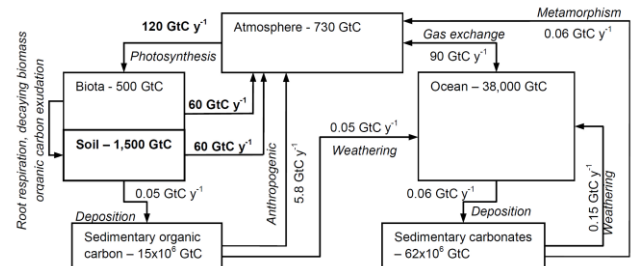 120 GtC y⁻¹
Atmosphere – 730 GtC
Metamorphism
0.06 GtC y⁻¹
Photosynthesis
Gas exchange
90 GtC y⁻¹
Root respiration, decaying biomass
organic carbon exudation
Biota - 500 GtC
60 GtC y⁻¹
Soil – 1,500 GtC
60 GtC y⁻¹
Ocean – 38,000 GtC
0.05 GtC y⁻¹
Weathering
Anthropogenic
5.8 GtC y⁻¹
0.05 GtC y⁻¹
Deposition
0.06 GtC y⁻¹
Deposition
0.15 GtC y⁻¹
Weathering
Sedimentary organic
carbon – 15x10⁶ GtC
Sedimentary carbonates
– 62x10⁶ GtC